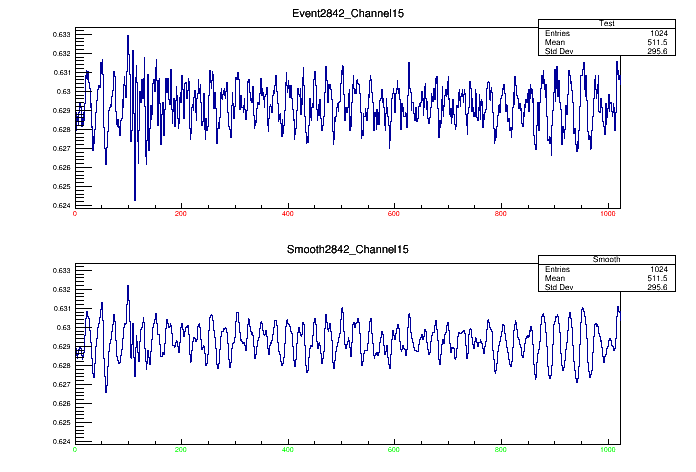 Event2842_Channel15
Test
Entries 1024
Mean 511.5
Std Dev 295.6
0.633
0.632
0.631
0.63
0.629
0.628
0.627
0.626
0.625
0.624
0 200 400 600 800 1000
Smooth2842_Channel15
Smooth
Entries 1024
Mean 511.5
Std Dev 295.6
0.633
0.632
0.631
0.63
0.629
0.628
0.627
0.626
0.625
0.624
0 200 400 600 800 1000